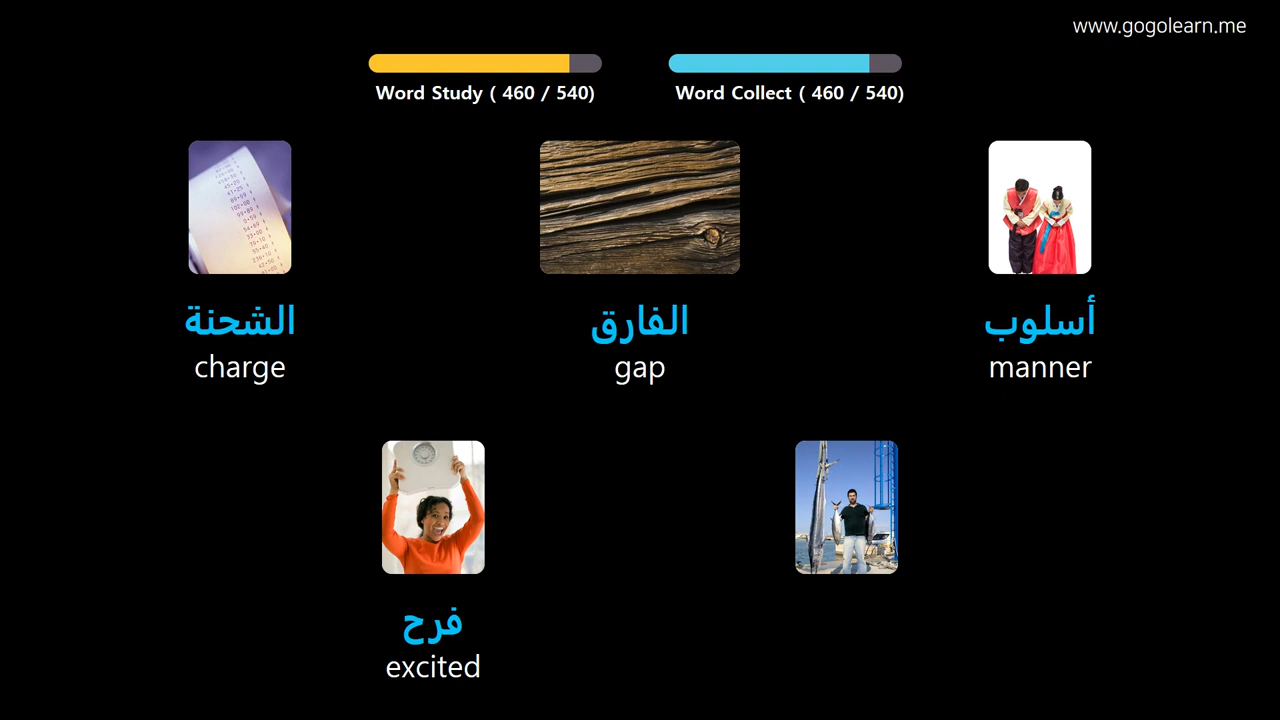 www.gogolearn.me
Word Study ( 460 / 540)
Word Collect ( 460 / 540)
الشحنة
charge
الفارق
gap
أسلوب
manner
فرح
excited